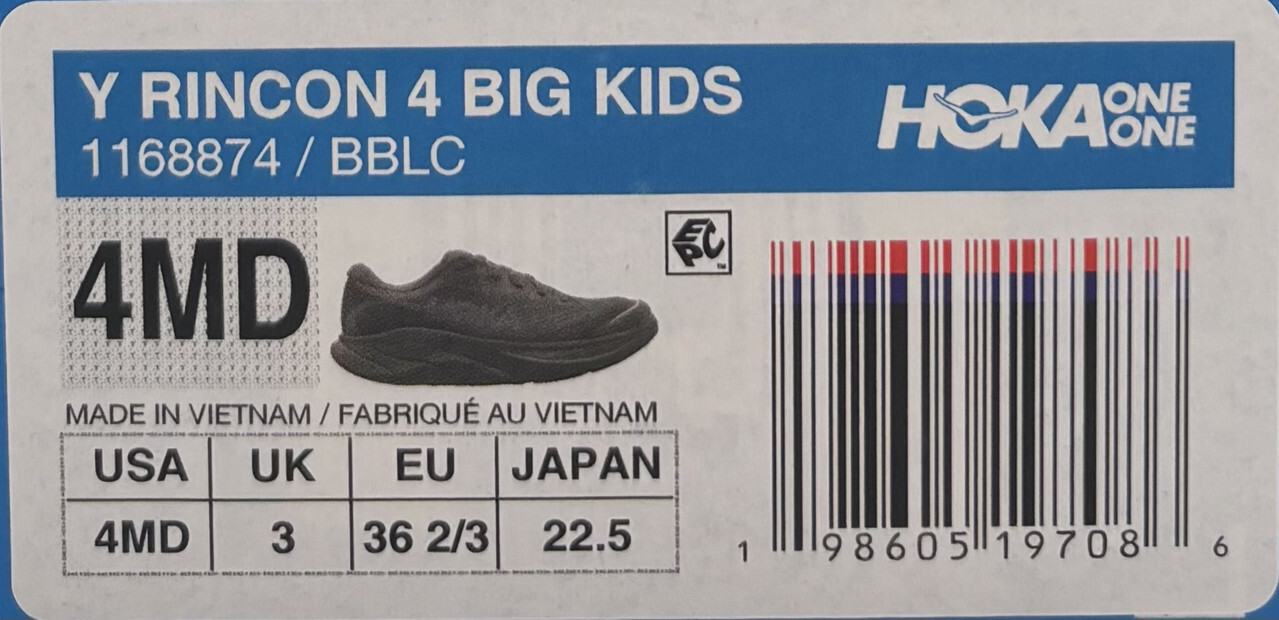 Y RINCON 4 BIG KIDS
1168874 / BBLC
HOKA ONE ONE
4MD
EPC™
MADE IN VIETNAM / FABRIQUÉ AU VIETNAM
USA UK EU JAPAN
4MD 3 36 2/3 22.5
1 98605 19708 6